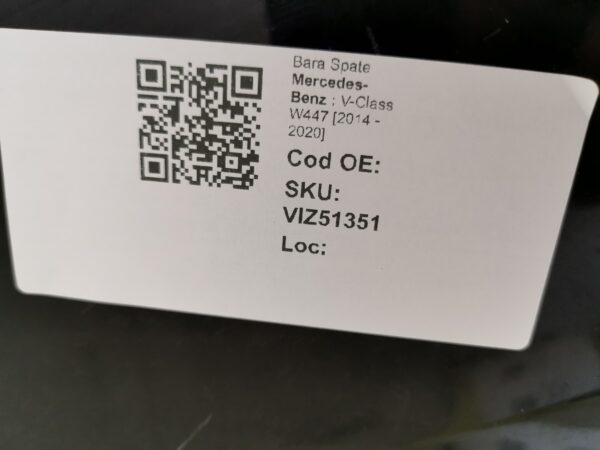 Bara Spate
Mercedes-
Benz : V-Class
W447 [2014 -
2020]
Cod OE:
SKU:
VIZ51351
Loc: